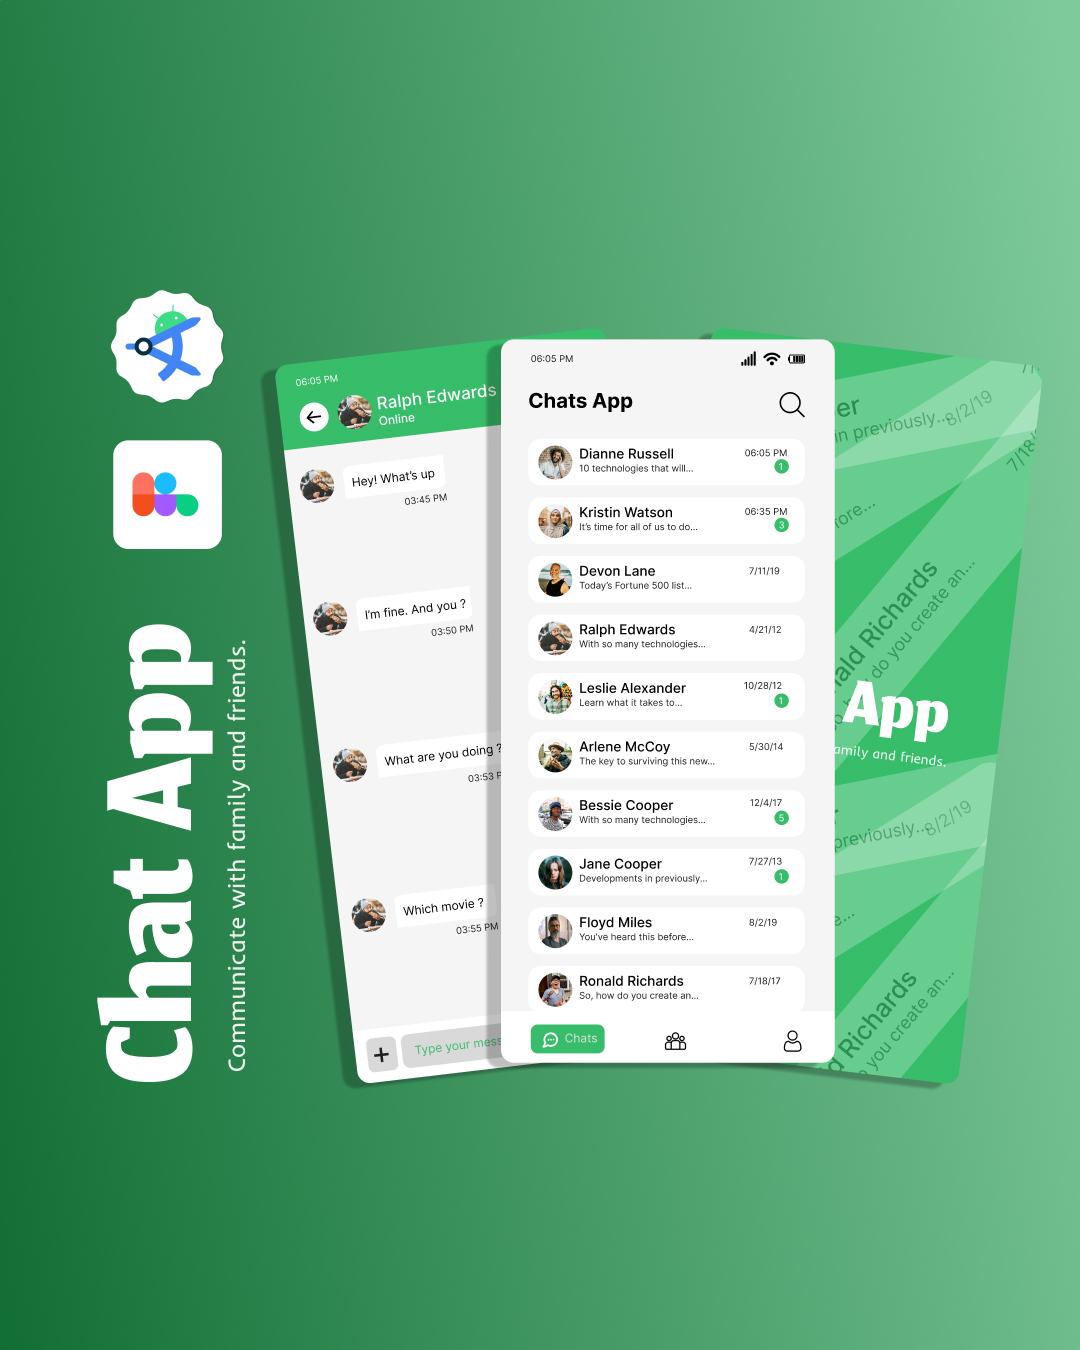 Chat App
Communicate with family and friends.
06:05 PM
Ralph Edwards
Online
Hey! What's up
03:45 PM
I'm fine. And you ?
03:50 PM
What are you doing ?
03:53 P
Which movie ?
03:55 PM
Type your mess
06:05 PM
Chats App
Dianne Russell
06:05 PM
10 technologies that will...
1
Kristin Watson
06:35 PM
It's time for all of us to do...
3
Devon Lane
7/11/19
Today's Fortune 500 list...
Ralph Edwards
4/21/12
With so many technologies...
Leslie Alexander
10/28/12
Learn what it takes to...
1
Arlene McCoy
5/30/14
The key to surviving this new...
Bessie Cooper
12/4/17
With so many technologies...
5
Jane Cooper
7/27/13
Developments in previously...
1
Floyd Miles
8/2/19
You've heard this before...
Ronald Richards
7/18/17
So, how do you create an...
Chats
er
in previously...
8/2/19
7/18/
ore...
ald Richards
do you create an...
App
amily and friends.
previously...
8/2/19
e...
d Richards
you create an...